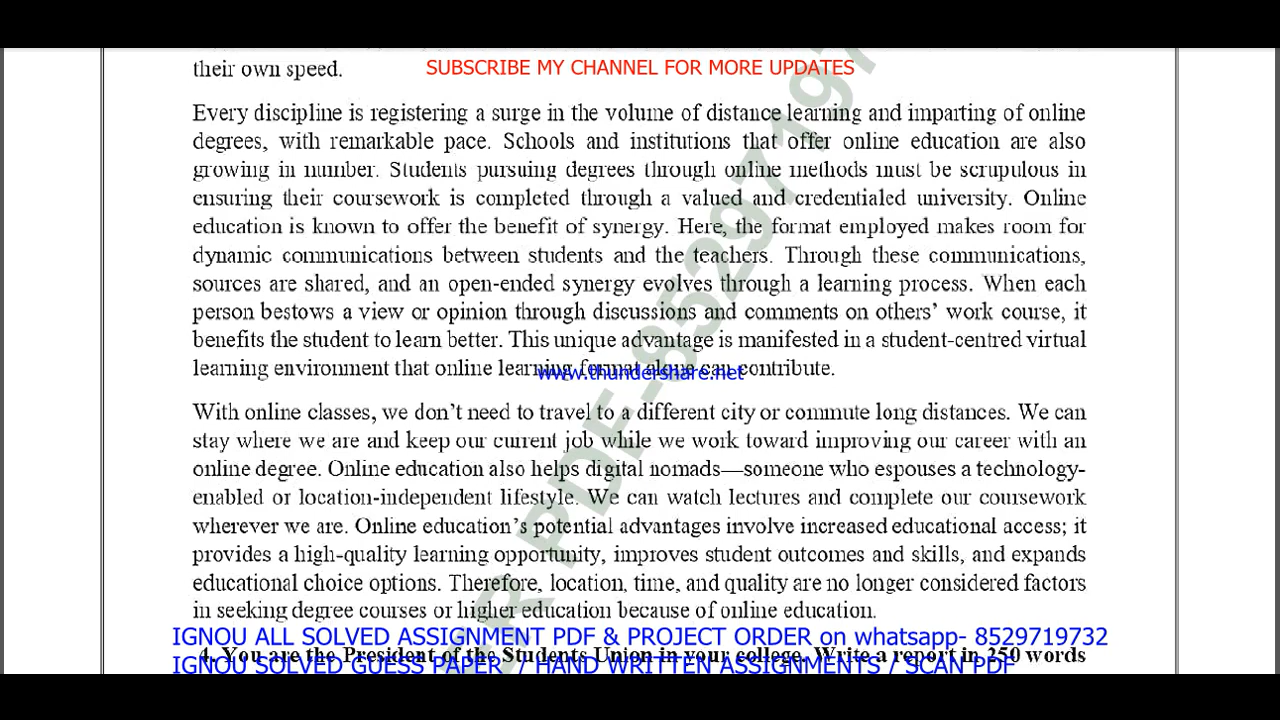 their own speed.
SUBSCRIBE MY CHANNEL FOR MORE UPDATES
Every discipline is registering a surge in the volume of distance learning and imparting of online
degrees, with remarkable pace. Schools and institutions that offer online education are also
growing in number. Students pursuing degrees through online methods must be scrupulous in
ensuring their coursework is completed through a valued and credentialed university. Online
education is known to offer the benefit of synergy. Here, the format employed makes room for
dynamic communications between students and the teachers. Through these communications,
sources are shared, and an open-ended synergy evolves through a learning process. When each
person bestows a view or opinion through discussions and comments on others’ work course, it
benefits the student to learn better. This unique advantage is manifested in a student-centred virtual
learning environment that online learning format alone can contribute.
www.thundershare.net
With online classes, we don’t need to travel to a different city or commute long distances. We can
stay where we are and keep our current job while we work toward improving our career with an
online degree. Online education also helps digital nomads—someone who espouses a technology-
enabled or location-independent lifestyle. We can watch lectures and complete our coursework
wherever we are. Online education’s potential advantages involve increased educational access; it
provides a high-quality learning opportunity, improves student outcomes and skills, and expands
educational choice options. Therefore, location, time, and quality are no longer considered factors
in seeking degree courses or higher education because of online education.
IGNOU ALL SOLVED ASSIGNMENT PDF & PROJECT ORDER on whatsapp- 8529719732
4. You are the President of the Students Union in your college. Write a report in 250 words
IGNOU SOLVED GUESS PAPER / HAND WRITTEN ASSIGNMENTS / SCAN PDF
R PDF-85297197